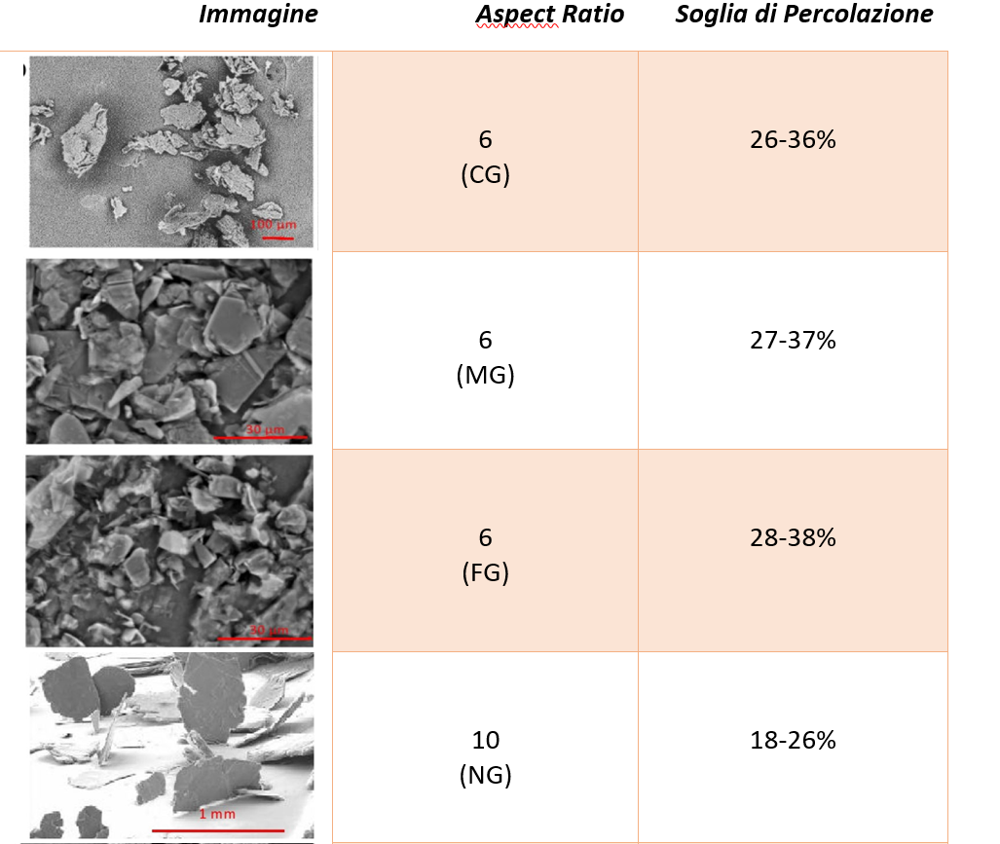 Immagine Aspect Ratio Soglia di Percolazione
100 µm
6
(CG)
26-36%
30 µm
6
(MG)
27-37%
30 µm
6
(FG)
28-38%
1 mm
10
(NG)
18-26%